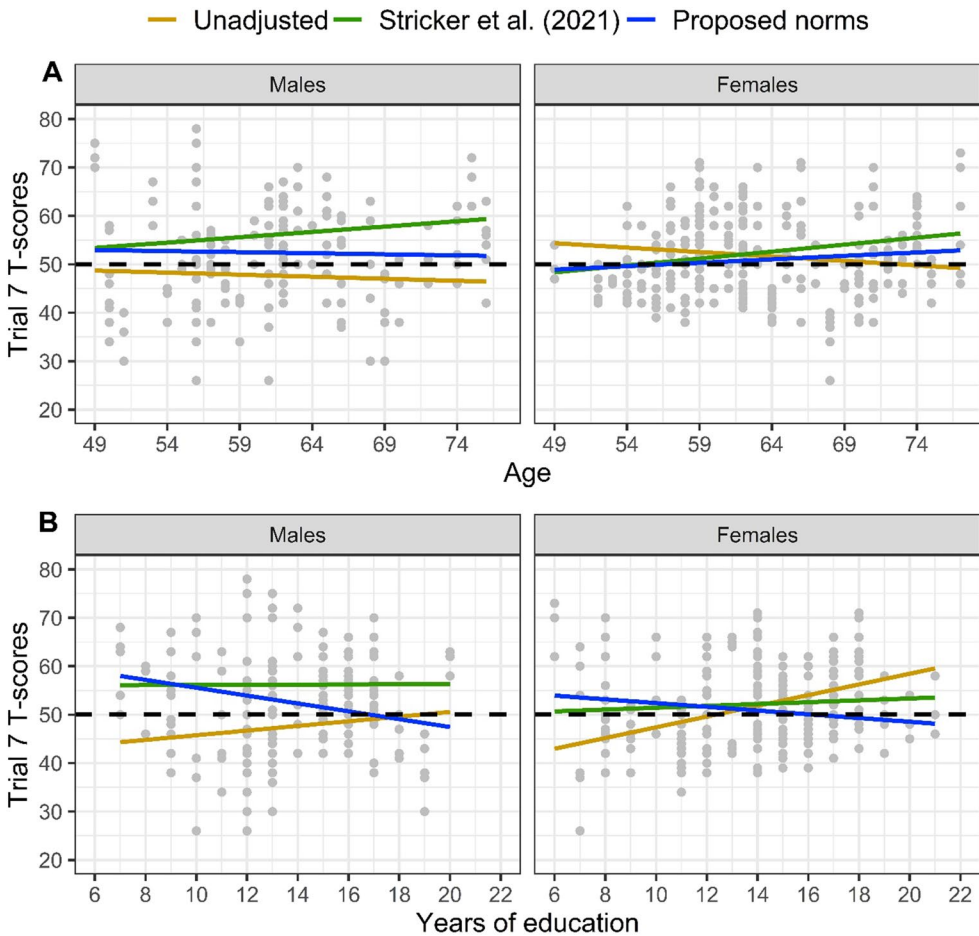 Unadjusted Stricker et al. (2021) Proposed norms
A
Males Females
Trial 7 T-scores
80
70
60
50
40
30
20
49 54 59 64 69 74 49 54 59 64 69 74
Age
B
Males Females
Trial 7 T-scores
80
70
60
50
40
30
20
6 8 10 12 14 16 18 20 22 6 8 10 12 14 16 18 20 22
Years of education